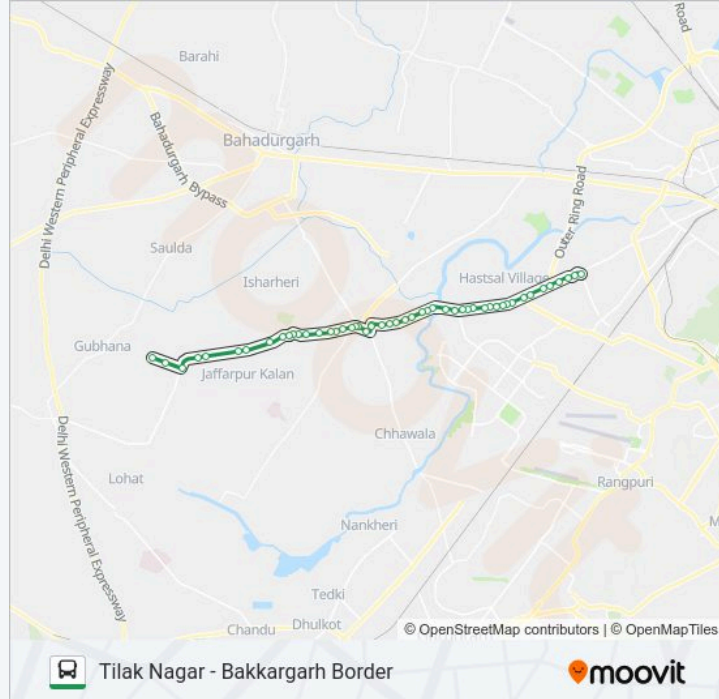 Road
Barahi
Delhi Western Peripheral Expressway
Bahadurgarh
Bahadurgarh Bypass
Outer Ring Road
Saulda
Hastsal Village
Isharheri
Gubhana
Jaffarpur Kalan
Delhi Western Peripheral Expressway
Chhawala
Lohat
Rangpuri
Nankheri
M
Tedki
Chandu
Dhulkot
© OpenStreetMap contributors | © OpenMapTiles
Tilak Nagar - Bakkargarh Border
moovit